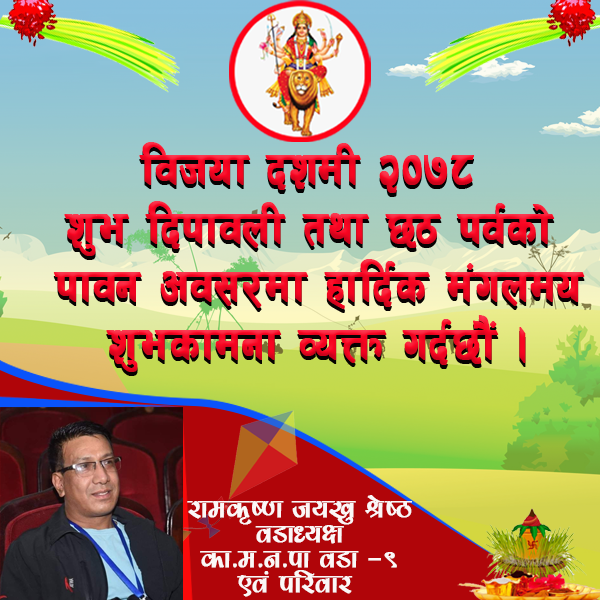 विजया दशमी २०७८
शुभ दिपावली तथा छठ पर्वको
पावन अवसरमा हार्दिक मंगलमय
शुभकामना व्यक्त गर्दछौं ।
रामकृष्ण जयखु श्रेष्ठ
वडाध्यक्ष
का.म.न.पा वडा -९
एवं परिवार